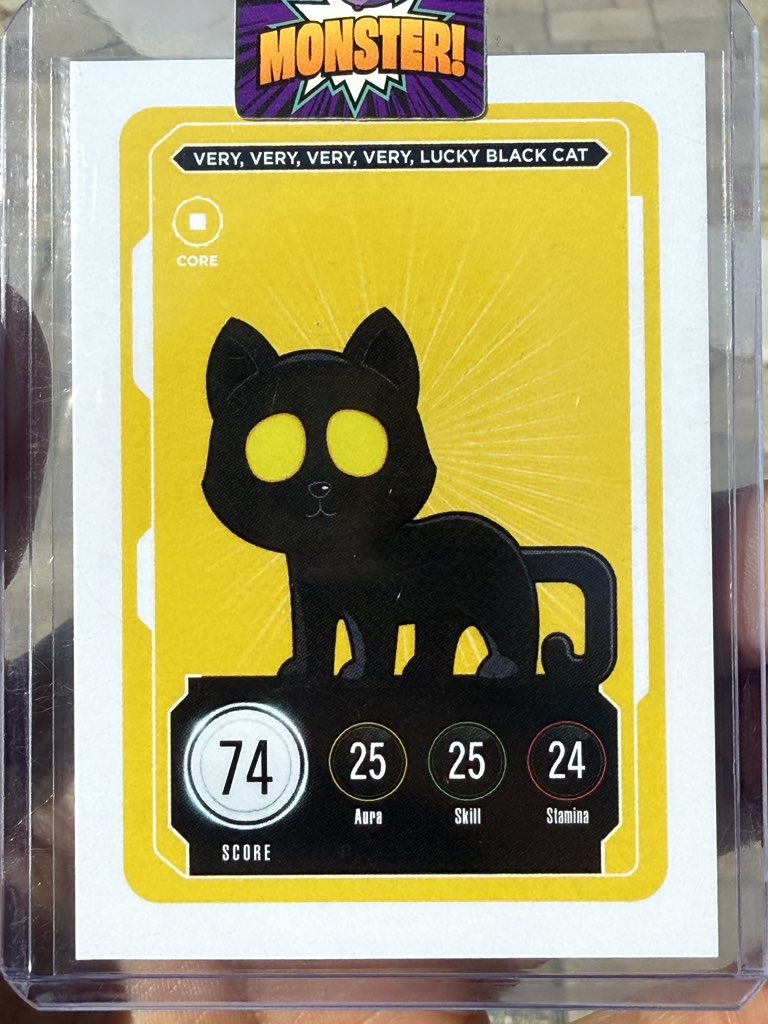 MONSTER!
VERY, VERY, VERY, VERY, LUCKY BLACK CAT
CORE
74
25
25
24
Aura
Skill
Stamina
SCORE